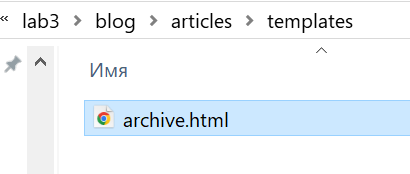 « lab3 > blog > articles > templates
Имя
archive.html